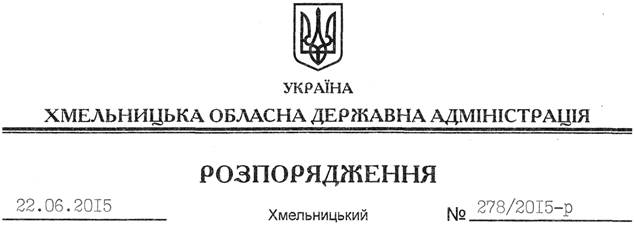 УКРАЇНА
ХМЕЛЬНИЦЬКА ОБЛАСНА ДЕРЖАВНА АДМІНІСТРАЦІЯ
РОЗПОРЯДЖЕННЯ
22.06.2015 Хмельницький № 278/2015-р